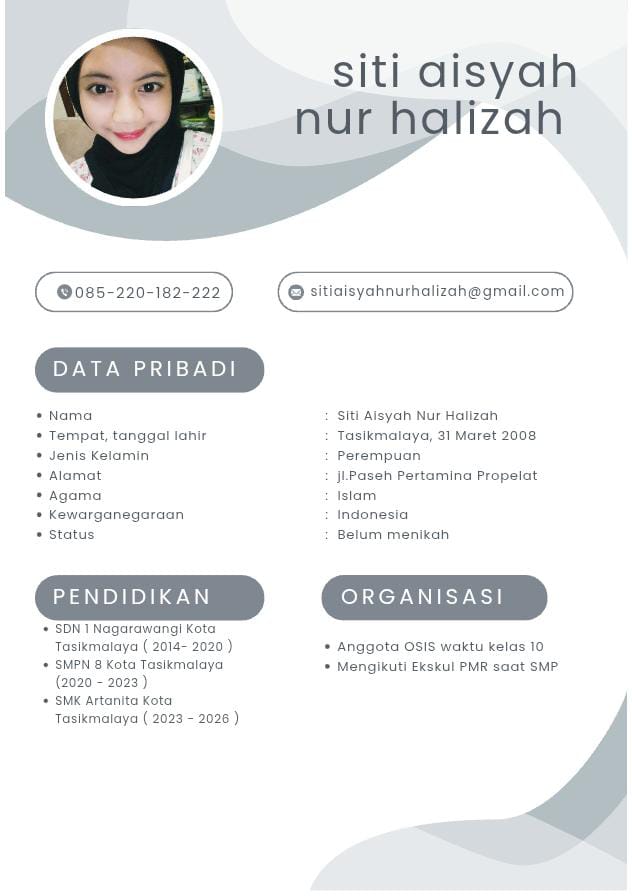 siti aisyah
nur halizah
085-220-182-222
sitiaisyahnurhalizah@gmail.com
DATA PRIBADI
• Nama : Siti Aisyah Nur Halizah
• Tempat, tanggal lahir : Tasikmalaya, 31 Maret 2008
• Jenis Kelamin : Perempuan
• Alamat : jl.Paseh Pertamina Propelat
• Agama : Islam
• Kewarganegaraan : Indonesia
• Status : Belum menikah
PENDIDIKAN
• SDN 1 Nagarawangi Kota
Tasikmalaya ( 2014- 2020 )
• SMPN 8 Kota Tasikmalaya
(2020 - 2023 )
• SMK Artanita Kota
Tasikmalaya ( 2023 - 2026 )
ORGANISASI
• Anggota OSIS waktu kelas 10
• Mengikuti Ekskul PMR saat SMP